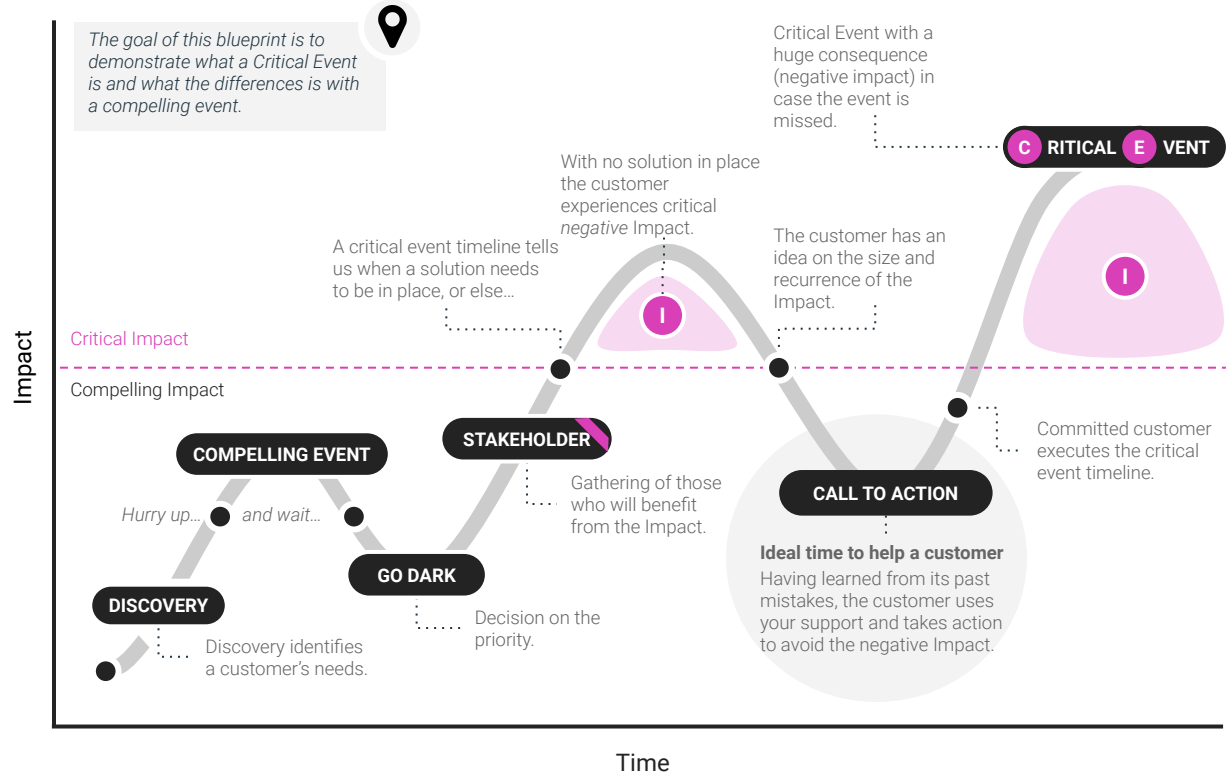 The goal of this blueprint is to
demonstrate what a Critical Event
is and what the differences is with
a compelling event.
Critical Event with a
huge consequence
(negative impact) in
case the event is
missed.
CRITICAL EVENT
With no solution in place
the customer
experiences critical
negative Impact.
A critical event timeline tells
us when a solution needs
to be in place, or else…
The customer has an
idea on the size and
recurrence of the
Impact.
I
I
Impact
Critical Impact
Compelling Impact
COMPELLING EVENT
STAKEHOLDER
Hurry up…
and wait…
Gathering of those
who will benefit
from the Impact.
Committed customer
executes the critical
event timeline.
CALL TO ACTION
Ideal time to help a customer
Having learned from its past
mistakes, the customer uses
your support and takes action
to avoid the negative Impact.
GO DARK
Decision on the
priority.
DISCOVERY
Discovery identifies
a customer's needs.
Time